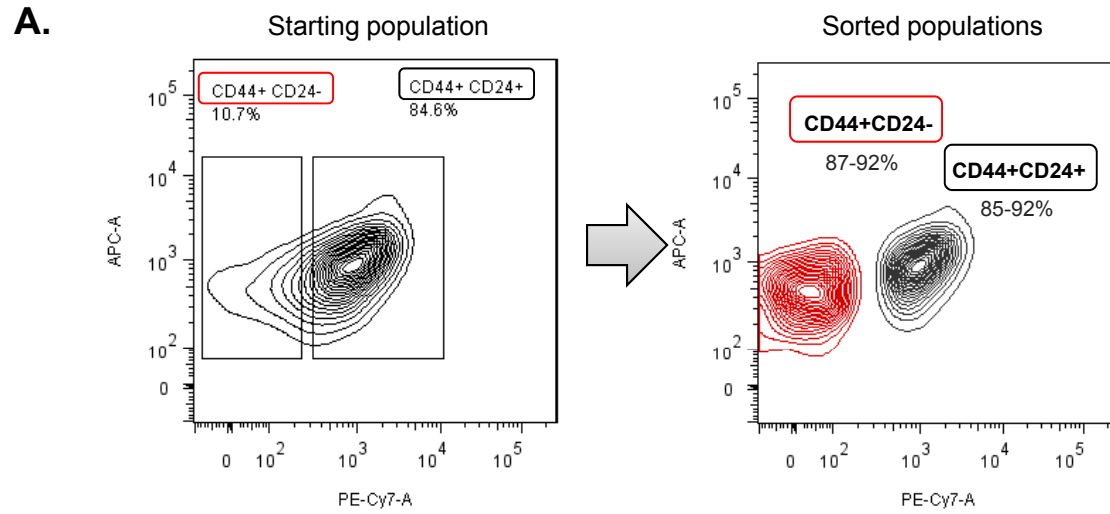 A.
Starting population
Sorted populations
CD44+ CD24-
10.7%
CD44+ CD24+
84.6%
10^5
10^4
10^3
10^2
0
APC-A
0
10^2
10^3
10^4
10^5
PE-Cy7-A
CD44+CD24-
87-92%
CD44+CD24+
85-92%
10^5
10^4
10^3
10^2
0
APC-A
0
10^2
10^3
10^4
10^5
PE-Cy7-A